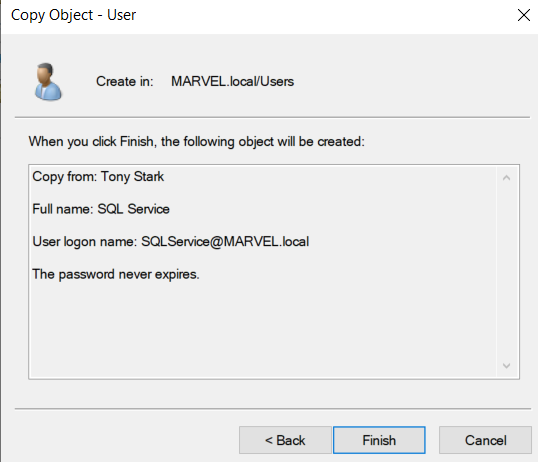 Copy Object - User
Create in: MARVEL.local/Users
When you click Finish, the following object will be created:
Copy from: Tony Stark
Full name: SQL Service
User logon name: SQLService@MARVEL.local
The password never expires.
< Back Finish Cancel